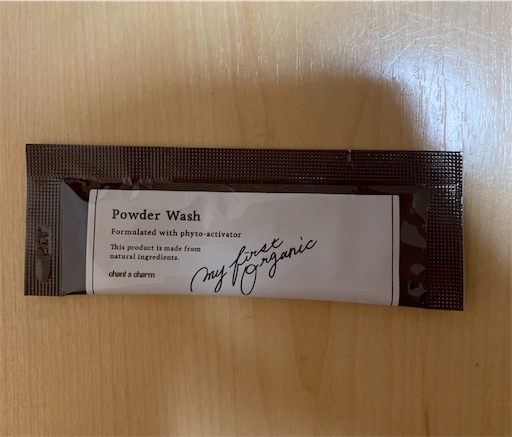 Powder Wash
Formulated with phyto-activator
This product is made from
natural ingredients.
chant a charm
my first
Organic